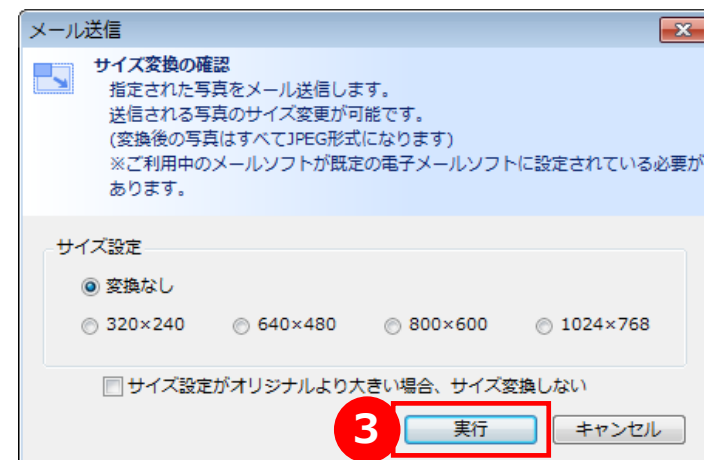 メール送信
サイズ変換の確認
指定された写真をメール送信します。
送信される写真のサイズ変更が可能です。
(変換後の写真はすべてJPEG形式になります)
※ご利用中のメールソフトが既定の電子メールソフトに設定されている必要が
あります。
サイズ設定
変換なし
320×240 640×480 800×600 1024×768
サイズ設定がオリジナルより大きい場合、サイズ変換しない
3 実行 キャンセル